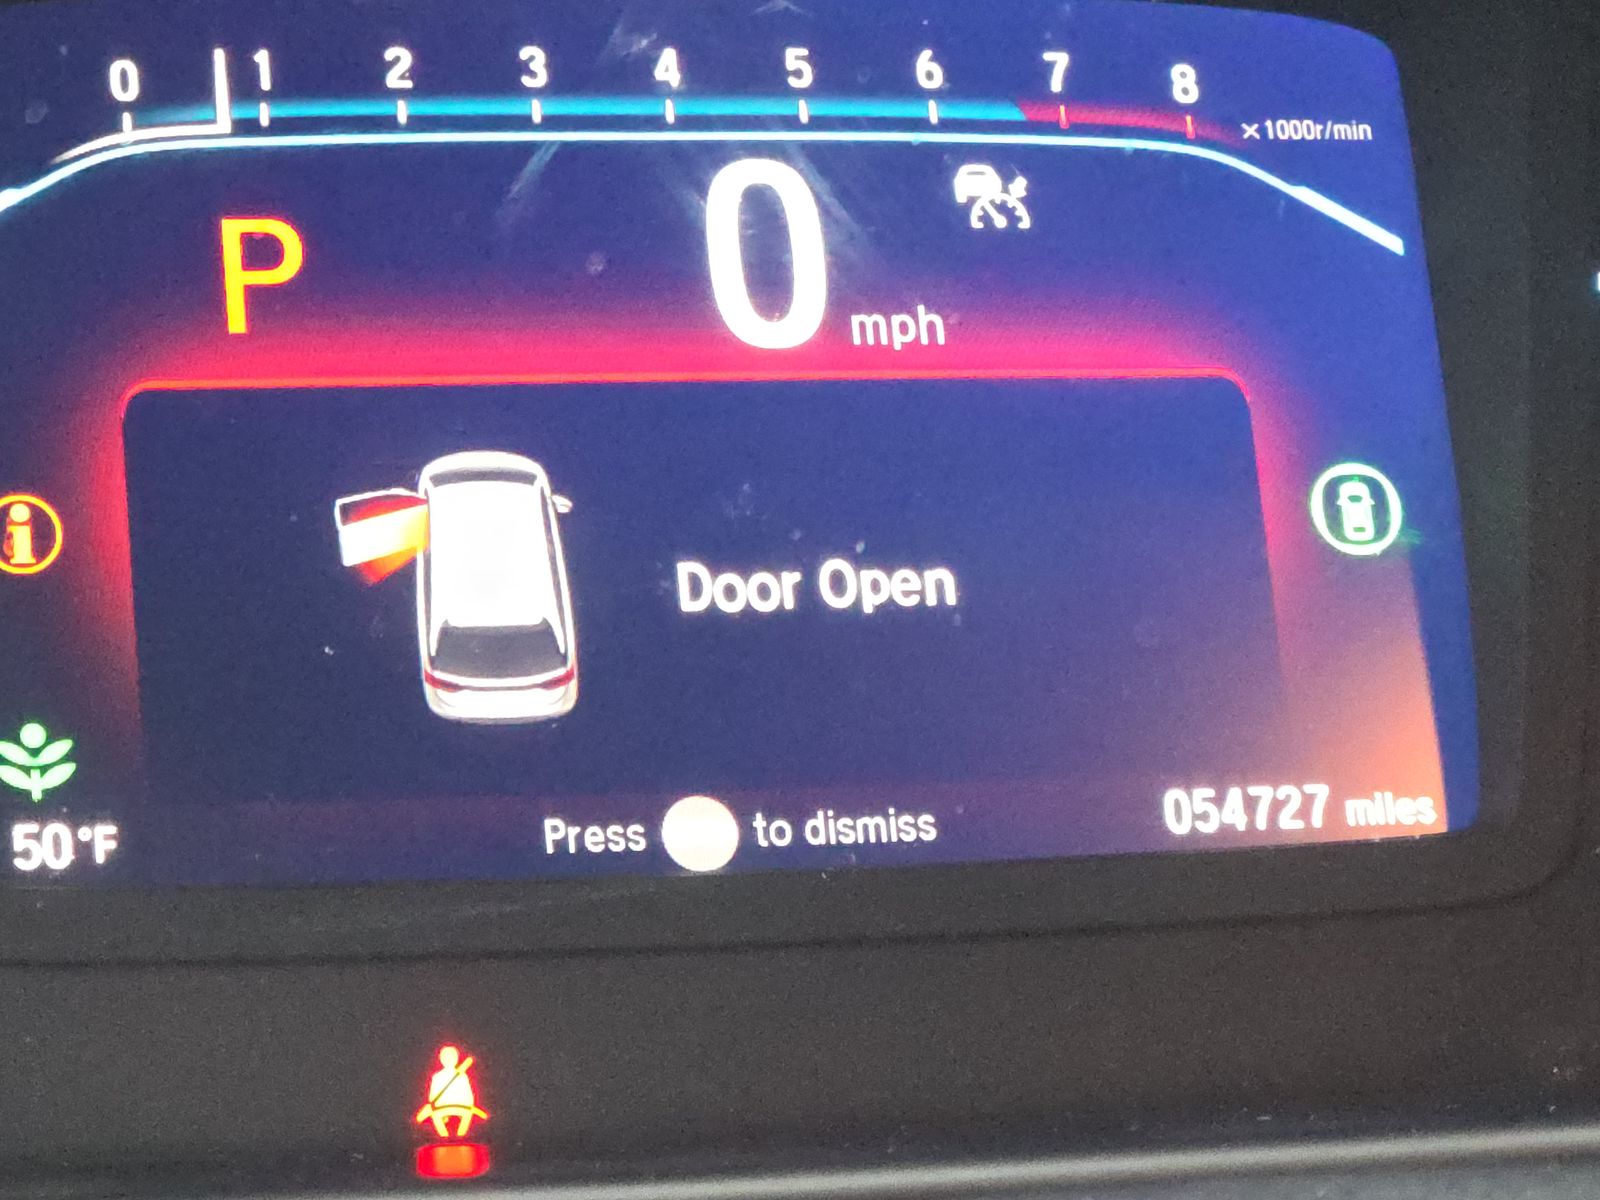 0 1 2 3 4 5 6 7 8
×1000r/min
P
0 mph
Door Open
Press to dismiss
054727 miles
50°F